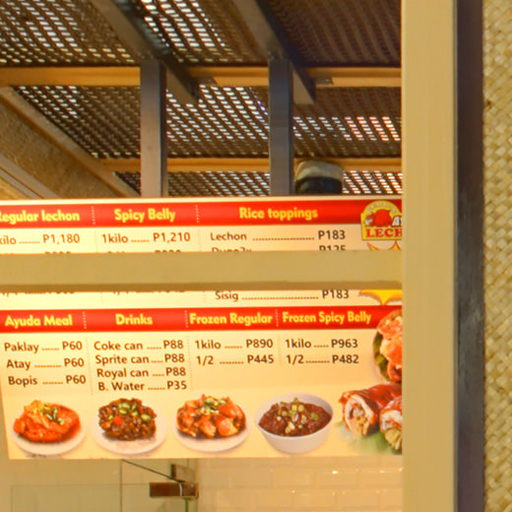 Regular lechon Spicy Belly Rice toppings
kilo ....... P1,180 1kilo ...... P1,210 Lechon ........................ P183
LECH
Sisig ............................ P183
Ayuda Meal Drinks Frozen Regular Frozen Spicy Belly
Paklay ...... P60 Coke can ..... P88 1kilo ...... P890 1kilo ...... P963
Atay ......... P60 Sprite can .... P88 1/2 ........ P445 1/2 ........ P482
Bopis ....... P60 Royal can .... P88
B. Water ..... P35